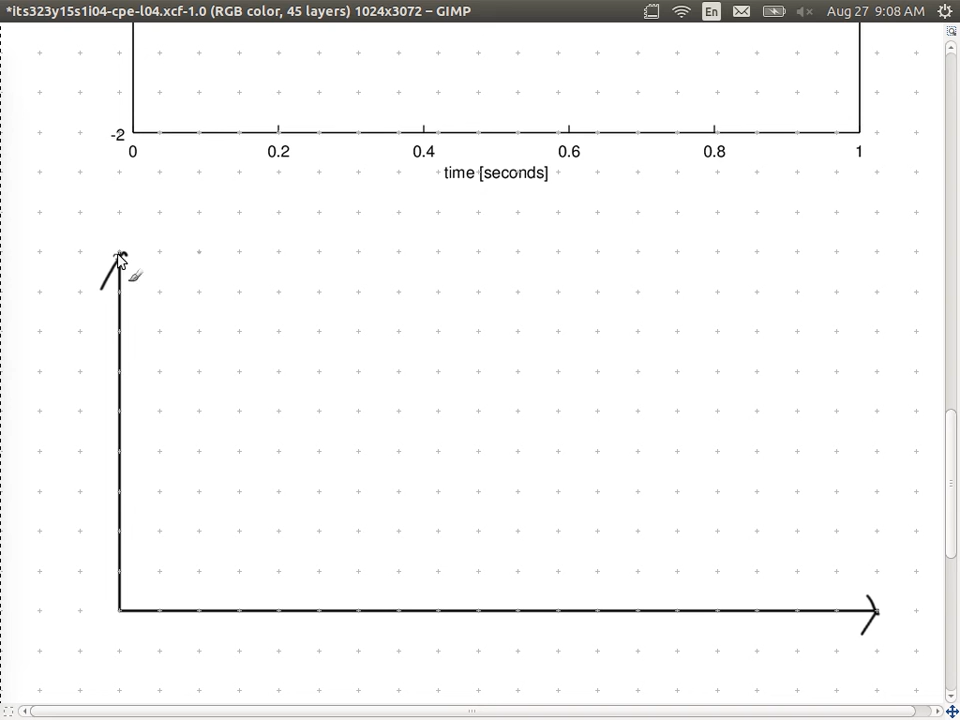 *its323y15s1i04-cpe-l04.xcf-1.0 (RGB color, 45 layers) 1024x3072 – GIMP
En
Aug 27 9:08 AM
-2
0 0.2 0.4 0.6 0.8 1
time [seconds]